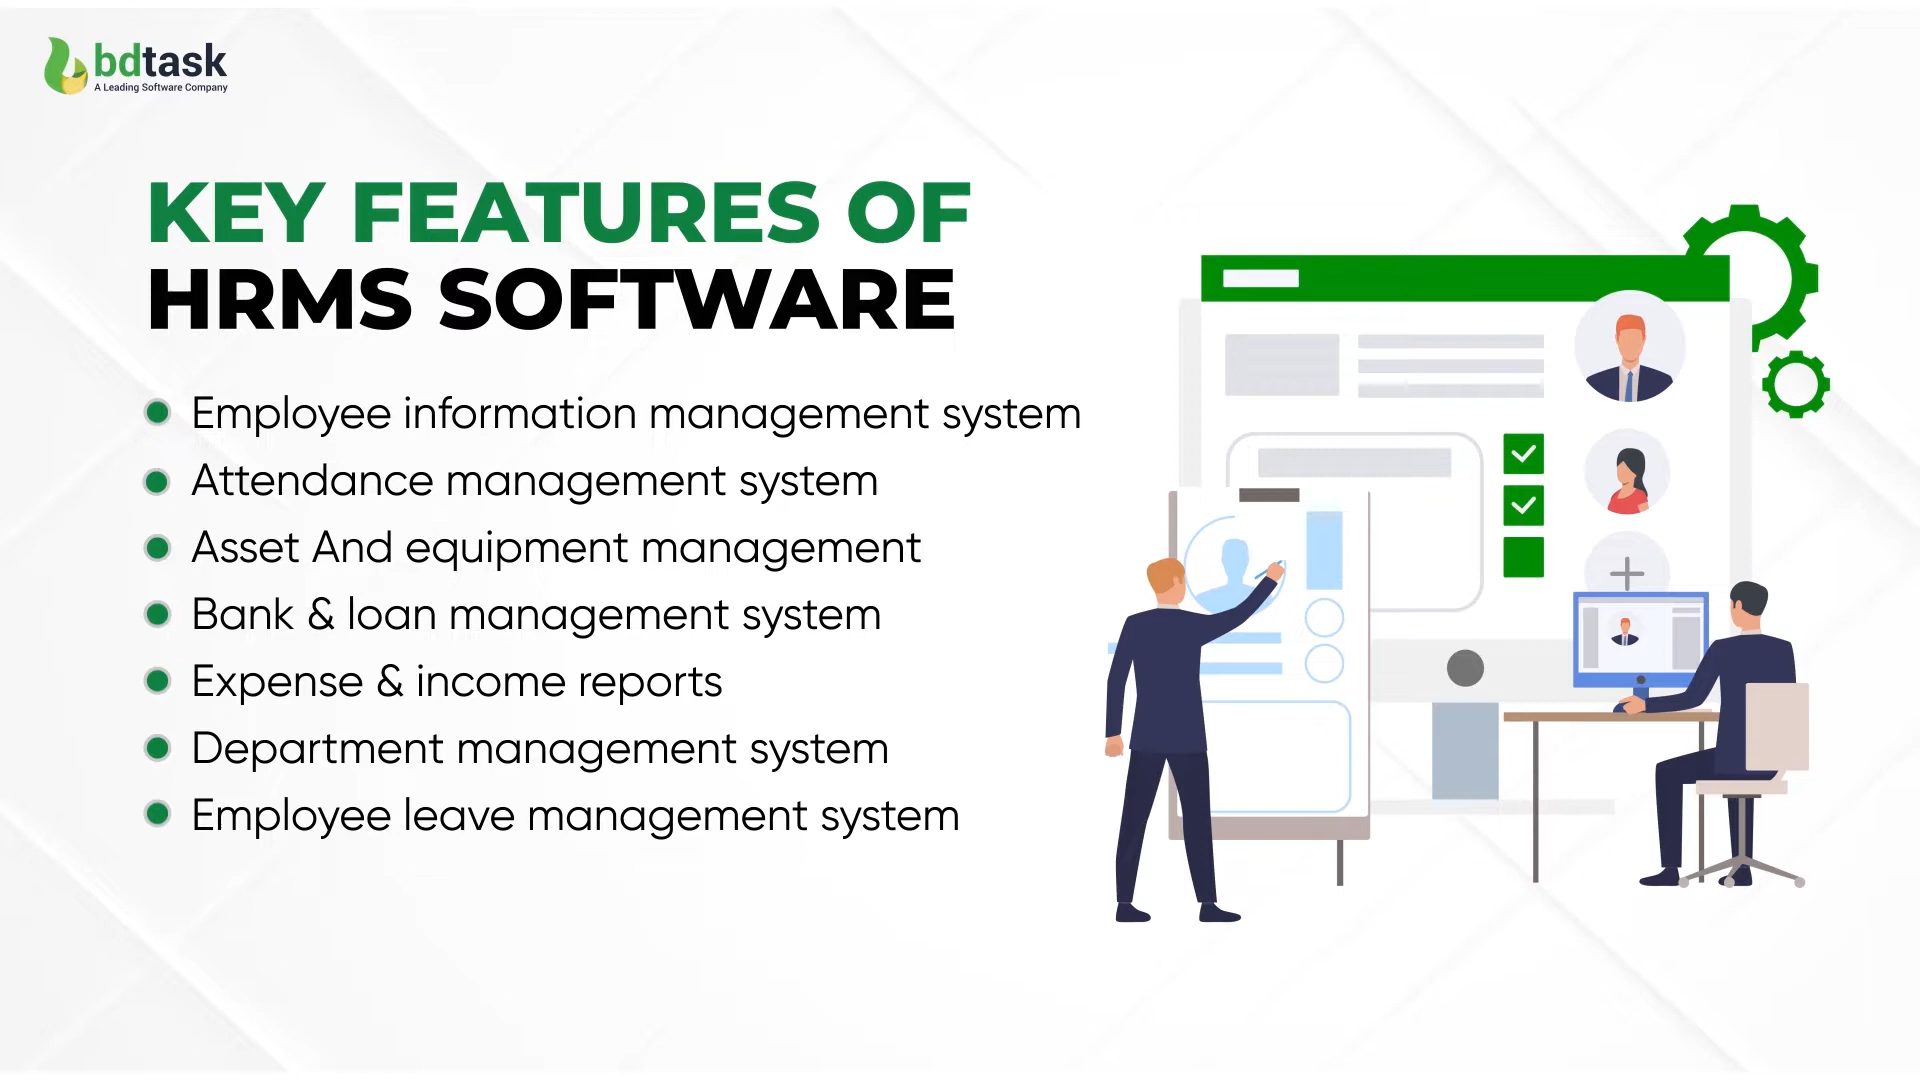 bdtask
A Leading Software Company
KEY FEATURES OF
HRMS SOFTWARE
Employee information management system
Attendance management system
Asset And equipment management
Bank & loan management system
Expense & income reports
Department management system
Employee leave management system